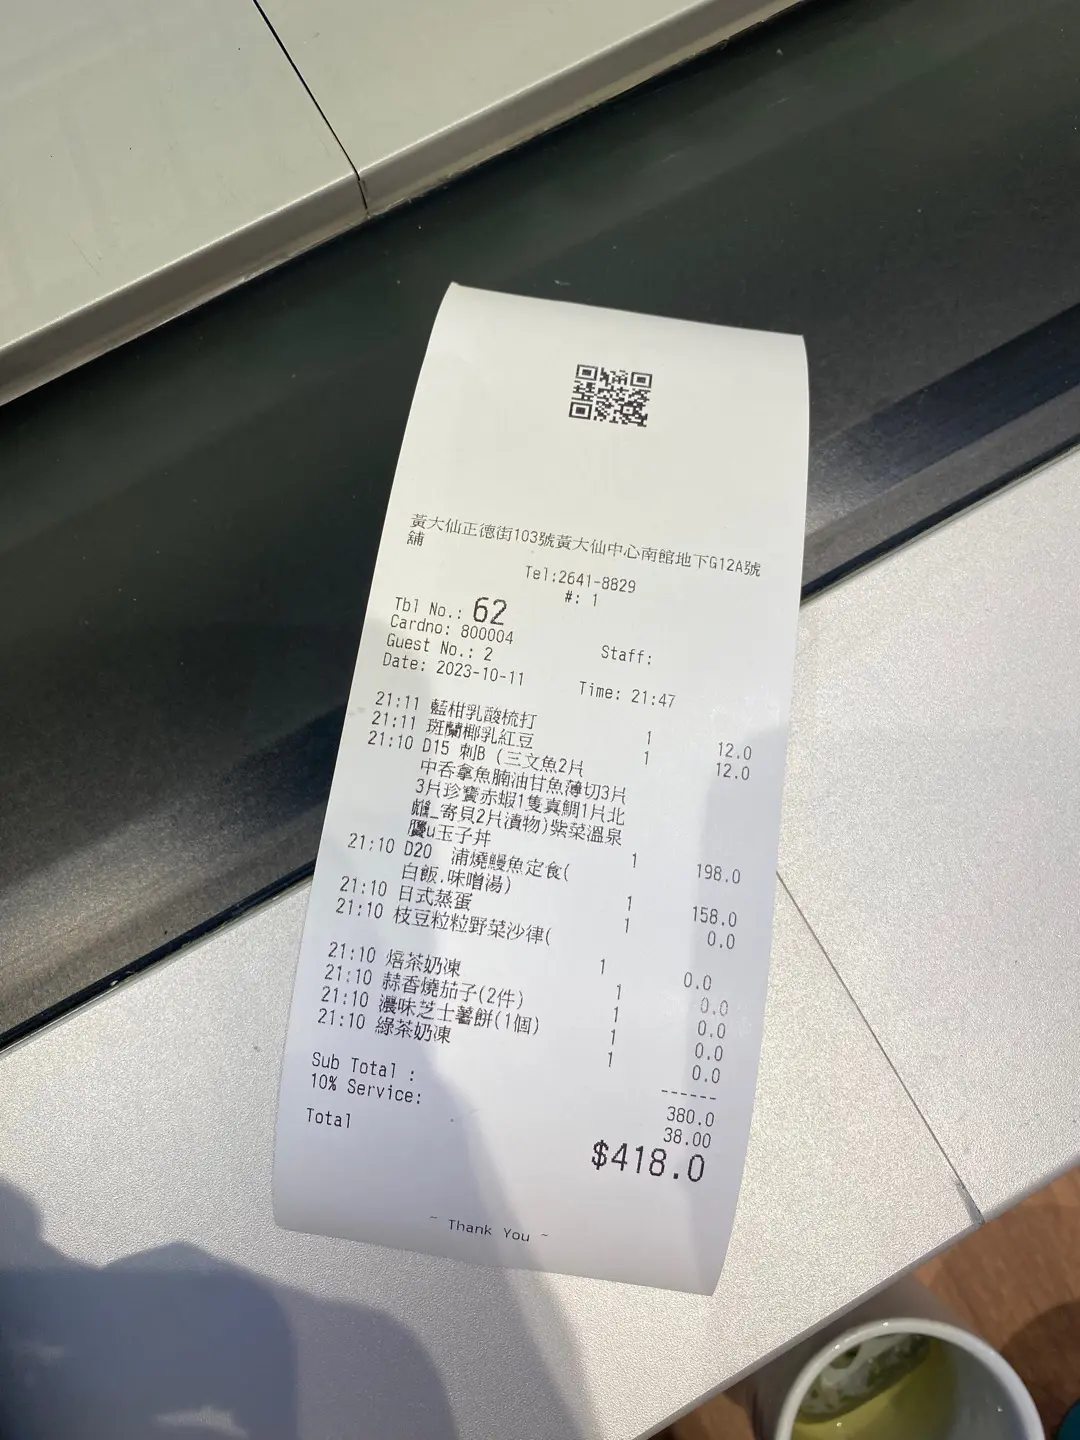 黃大仙正德街103號黃大仙中心南館地下G12A號
舖
Tel:2641-8829
#: 1
Tbl No.: 62
Cardno: 800004
Guest No.: 2 Staff:
Date: 2023-10-11 Time: 21:47
21:11 藍柑乳酸梳打 1 12.0
21:11 斑蘭椰乳紅豆 1 12.0
21:10 D15 刺B (三文魚2片
中吞拿魚腩油甘魚薄切3片
3片珍寶赤蝦1隻真鯛1片北
寄貝2片漬物)紫菜溫泉
u玉子丼 1 198.0
21:10 D20 浦燒鰻魚定食(
白飯.味噌湯) 1 158.0
21:10 日式蒸蛋 1 0.0
21:10 枝豆粒粒野菜沙律(
1 0.0
21:10 焙茶奶凍 1 0.0
21:10 蒜香燒茄子(2件) 1 0.0
21:10 濃味芝士薯餅(1個) 1 0.0
21:10 綠茶奶凍 1 0.0
------
Sub Total : 380.0
10% Service: 38.00
Total $418.0
~ Thank You ~